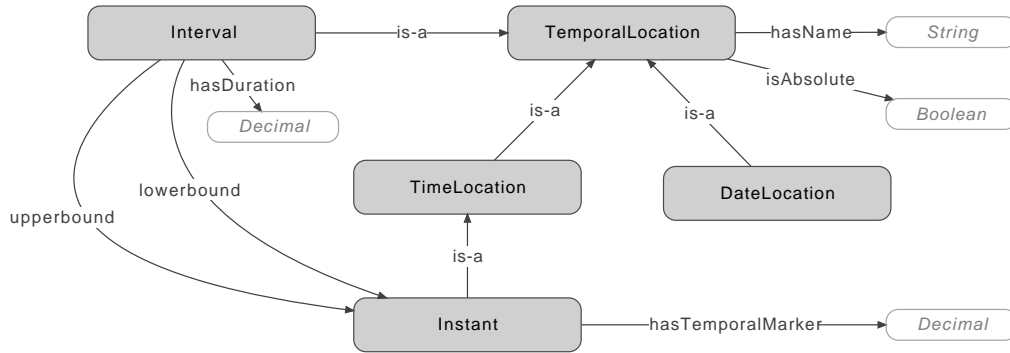 Interval
is-a
TemporalLocation
hasName
String
hasDuration
isAbsolute
Decimal
is-a
is-a
Boolean
TimeLocation
DateLocation
lowerbound
upperbound
is-a
Instant
hasTemporalMarker
Decimal